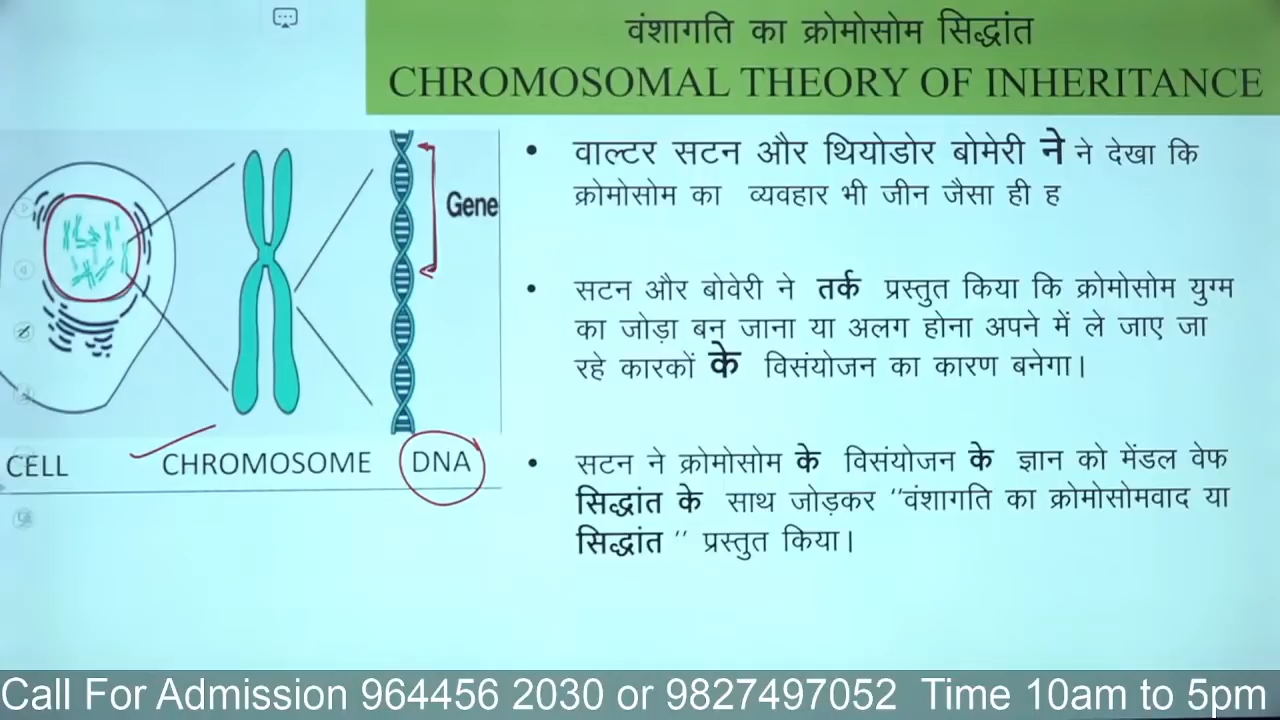 वंशागति का क्रोमोसोम सिद्धांत
CHROMOSOMAL THEORY OF INHERITANCE
• वाल्टर सटन और थियोडोर बोमेरी ने ने देखा कि
क्रोमोसोम का व्यवहार भी जीन जैसा ही ह
• सटन और बोवेरी ने तर्क प्रस्तुत किया कि क्रोमोसोम युग्म
का जोड़ा बन जाना या अलग होना अपने में ले जाए जा
रहे कारकों के विसंयोजन का कारण बनेगा।
• सटन ने क्रोमोसोम के विसंयोजन के ज्ञान को मेंडल वेफ
सिद्धांत के साथ जोड़कर ''वंशागति का क्रोमोसोमवाद या
सिद्धांत '' प्रस्तुत किया।
Gene
CELL
CHROMOSOME
DNA
Call For Admission 964456 2030 or 9827497052 Time 10am to 5pm